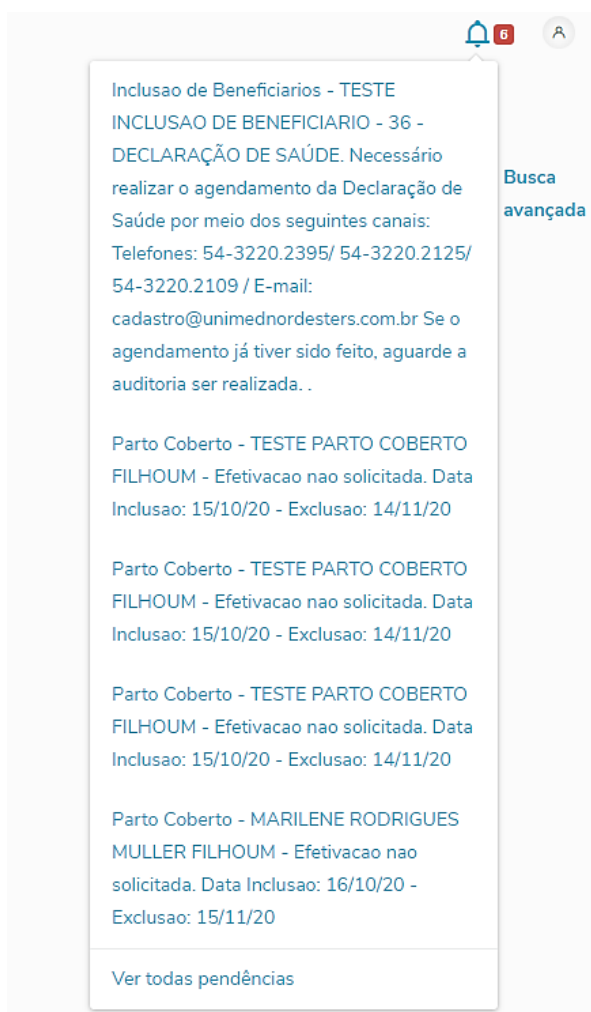 6
Inclusao de Beneficiarios - TESTE
INCLUSAO DE BENEFICIARIO - 36 -
DECLARAÇÃO DE SAÚDE. Necessário
realizar o agendamento da Declaração de
Saúde por meio dos seguintes canais:
Telefones: 54-3220.2395/ 54-3220.2125/
54-3220.2109 / E-mail:
cadastro@unimednordesters.com.br Se o
agendamento já tiver sido feito, aguarde a
auditoria ser realizada. .
Parto Coberto - TESTE PARTO COBERTO
FILHOUM - Efetivacao nao solicitada. Data
Inclusao: 15/10/20 - Exclusao: 14/11/20
Parto Coberto - TESTE PARTO COBERTO
FILHOUM - Efetivacao nao solicitada. Data
Inclusao: 15/10/20 - Exclusao: 14/11/20
Parto Coberto - TESTE PARTO COBERTO
FILHOUM - Efetivacao nao solicitada. Data
Inclusao: 15/10/20 - Exclusao: 14/11/20
Parto Coberto - MARILENE RODRIGUES
MULLER FILHOUM - Efetivacao nao
solicitada. Data Inclusao: 16/10/20 -
Exclusao: 15/11/20
Ver todas pendências
Busca
avançada